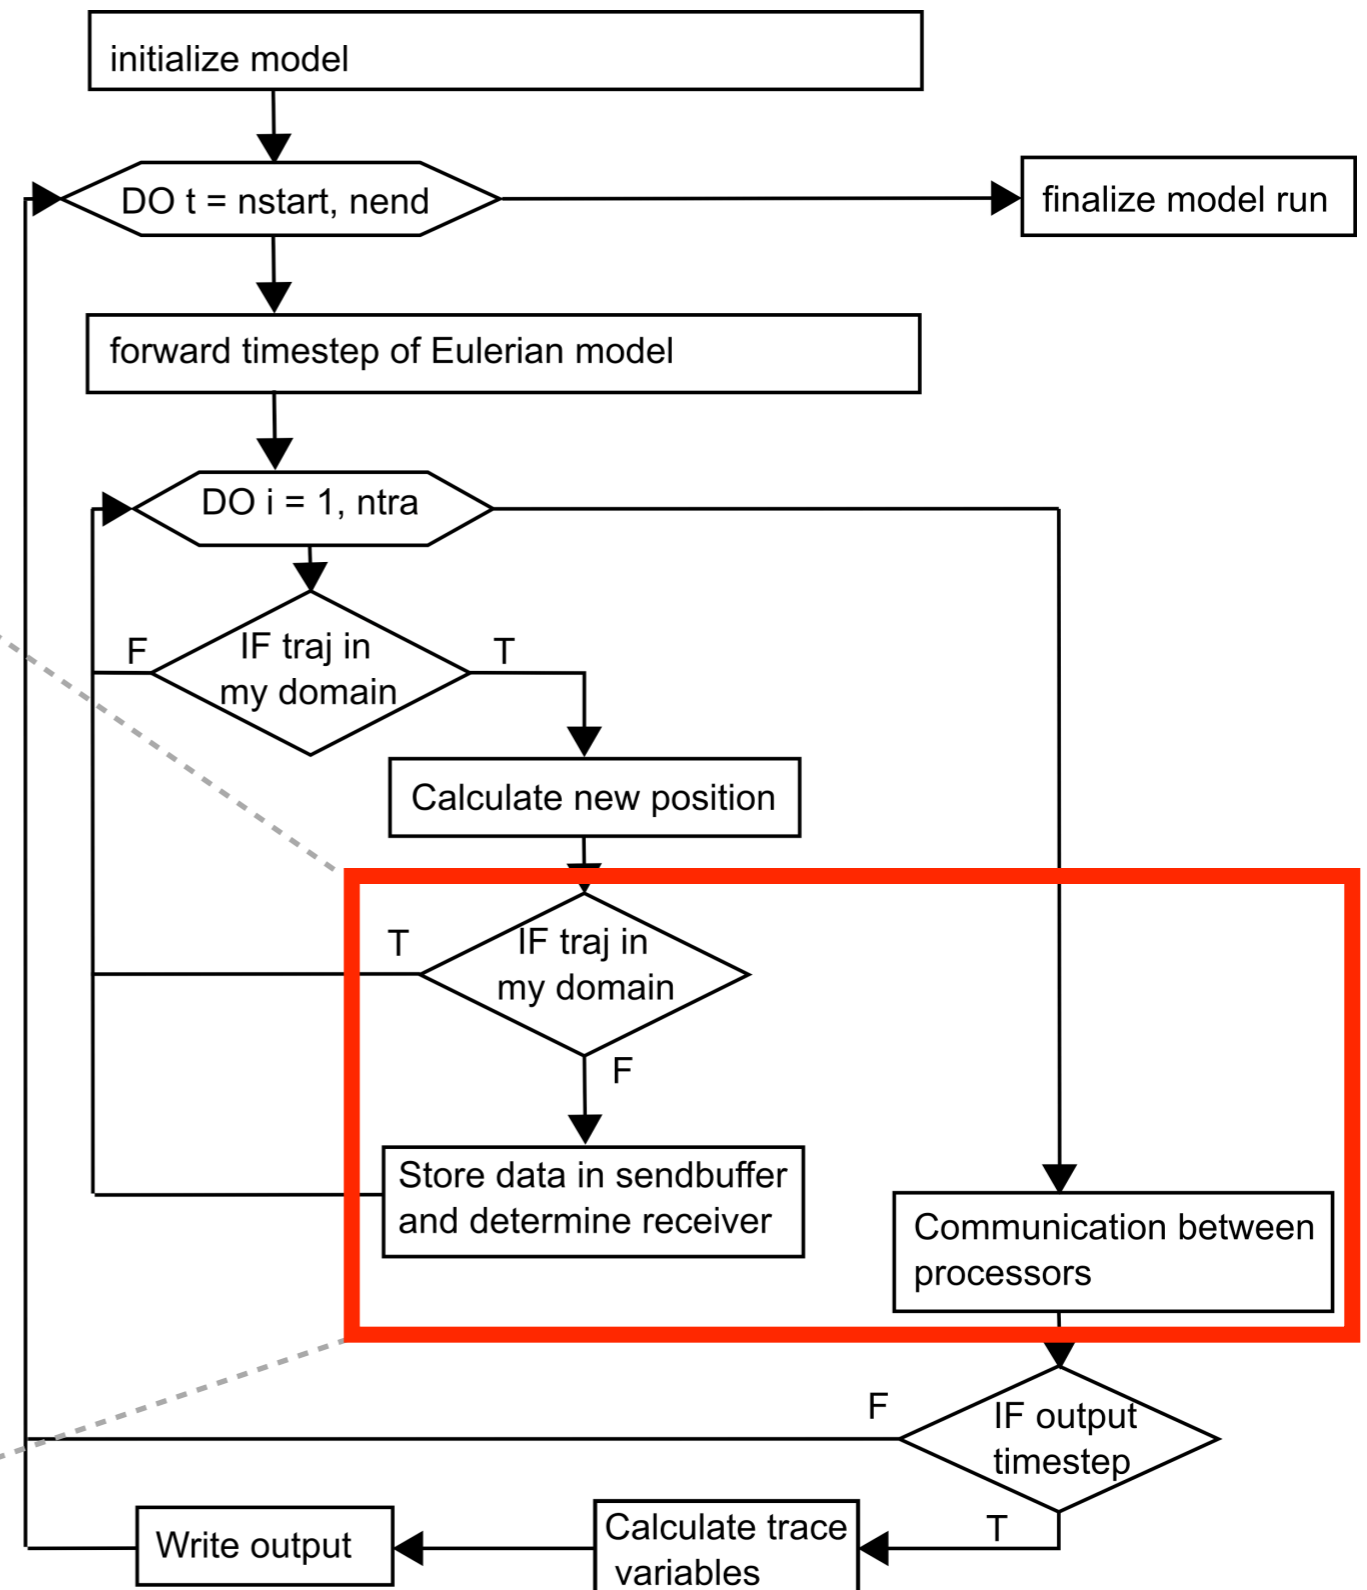 initialize model
DO t = nstart, nend
finalize model run
forward timestep of Eulerian model
DO i = 1, ntra
F
IF traj in
my domain
T
Calculate new position
T
IF traj in
my domain
F
Store data in sendbuffer
and determine receiver
Communication between
processors
F
IF output
timestep
T
Calculate trace
variables
Write output